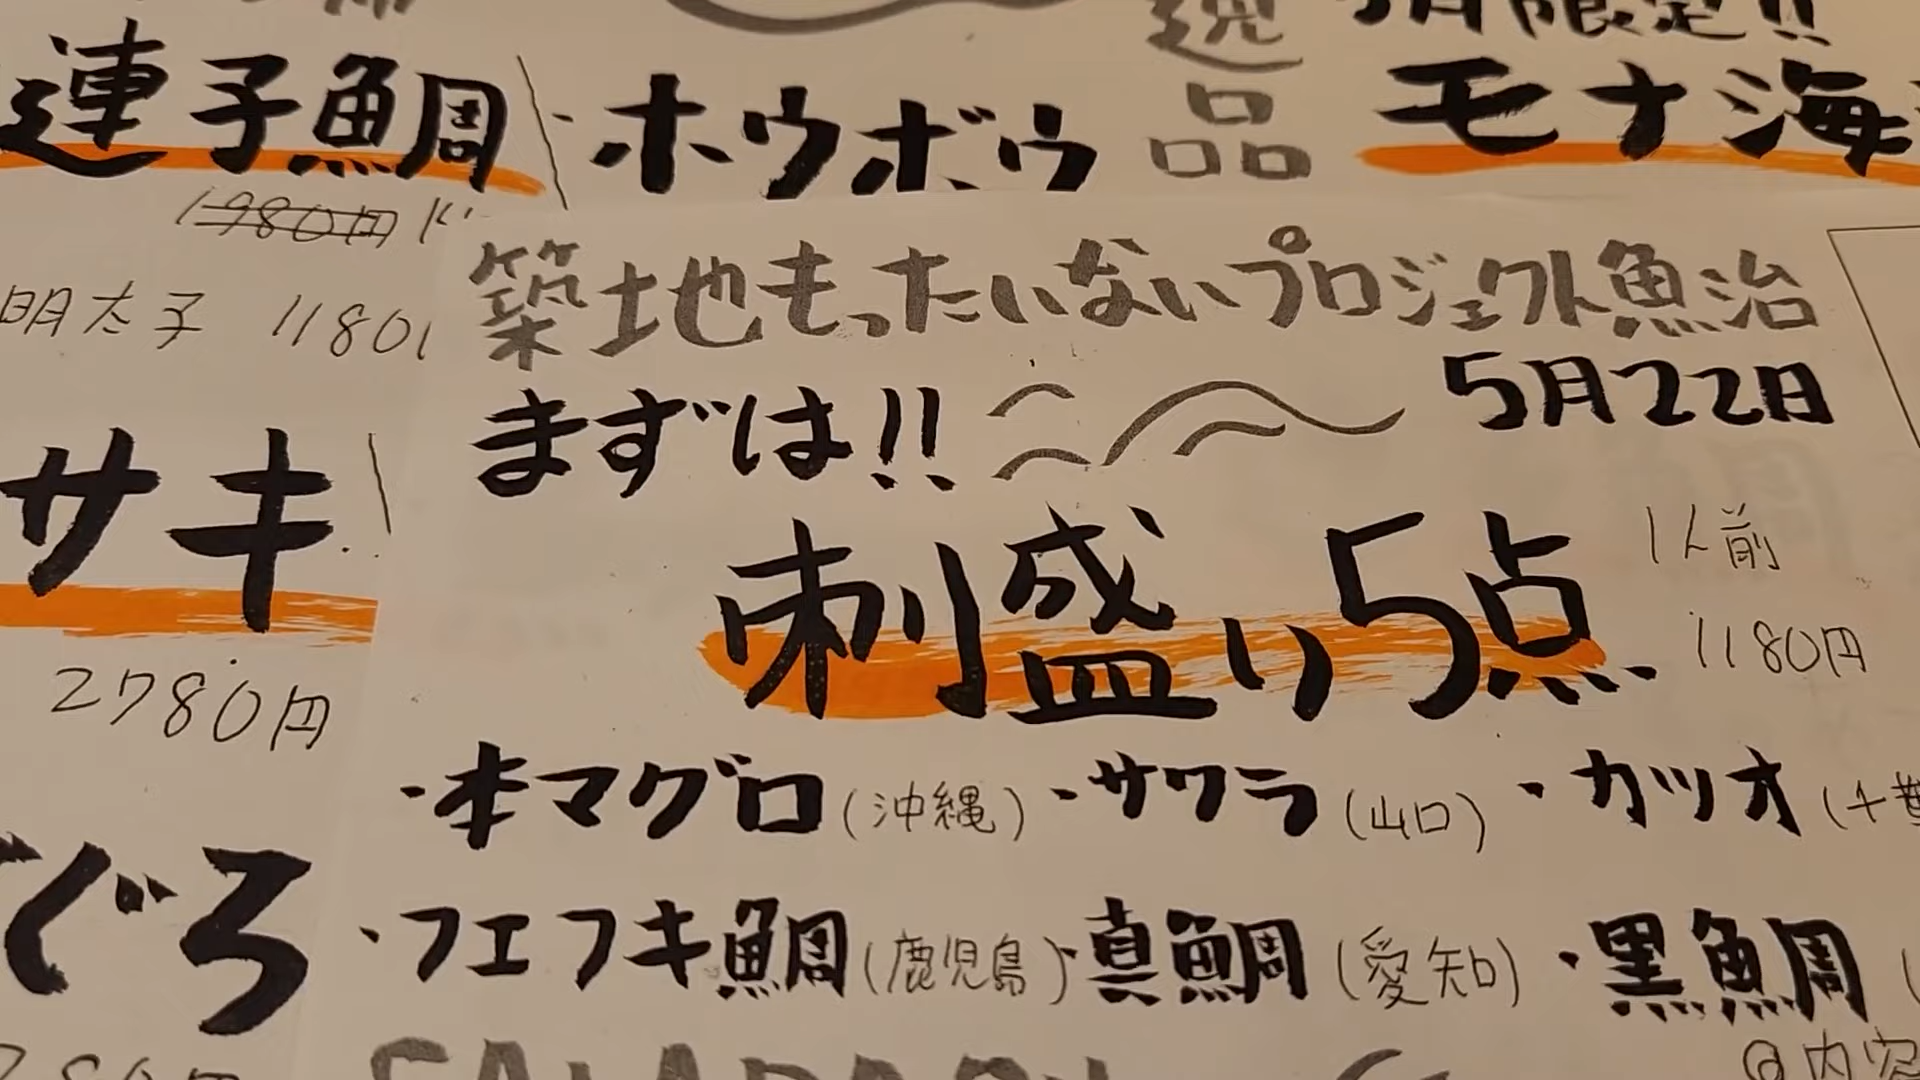 連子鯛
ホウボウ
逸品
モナ海
1980円
明太子 1180
サキ
2780円
ぐろ
築地もったいないプロジェクト魚治
まずは!! 5月22日
刺盛り5点 1人前
1180円
・本マグロ(沖縄)・サワラ(山口)・カツオ(千葉
・フエフキ鯛(鹿児島)・真鯛(愛知)・黒鯛(
@内容